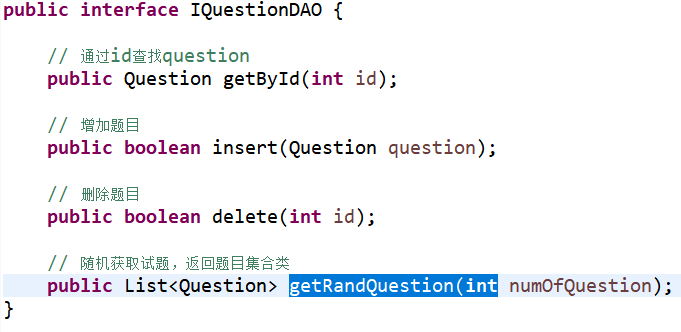 public interface IQuestionDAO {
// 通过id查找question
public Question getById(int id);
// 增加题目
public boolean insert(Question question);
// 删除题目
public boolean delete(int id);
// 随机获取试题，返回题目集合类
public List<Question> getRandQuestion(int numOfQuestion);
}